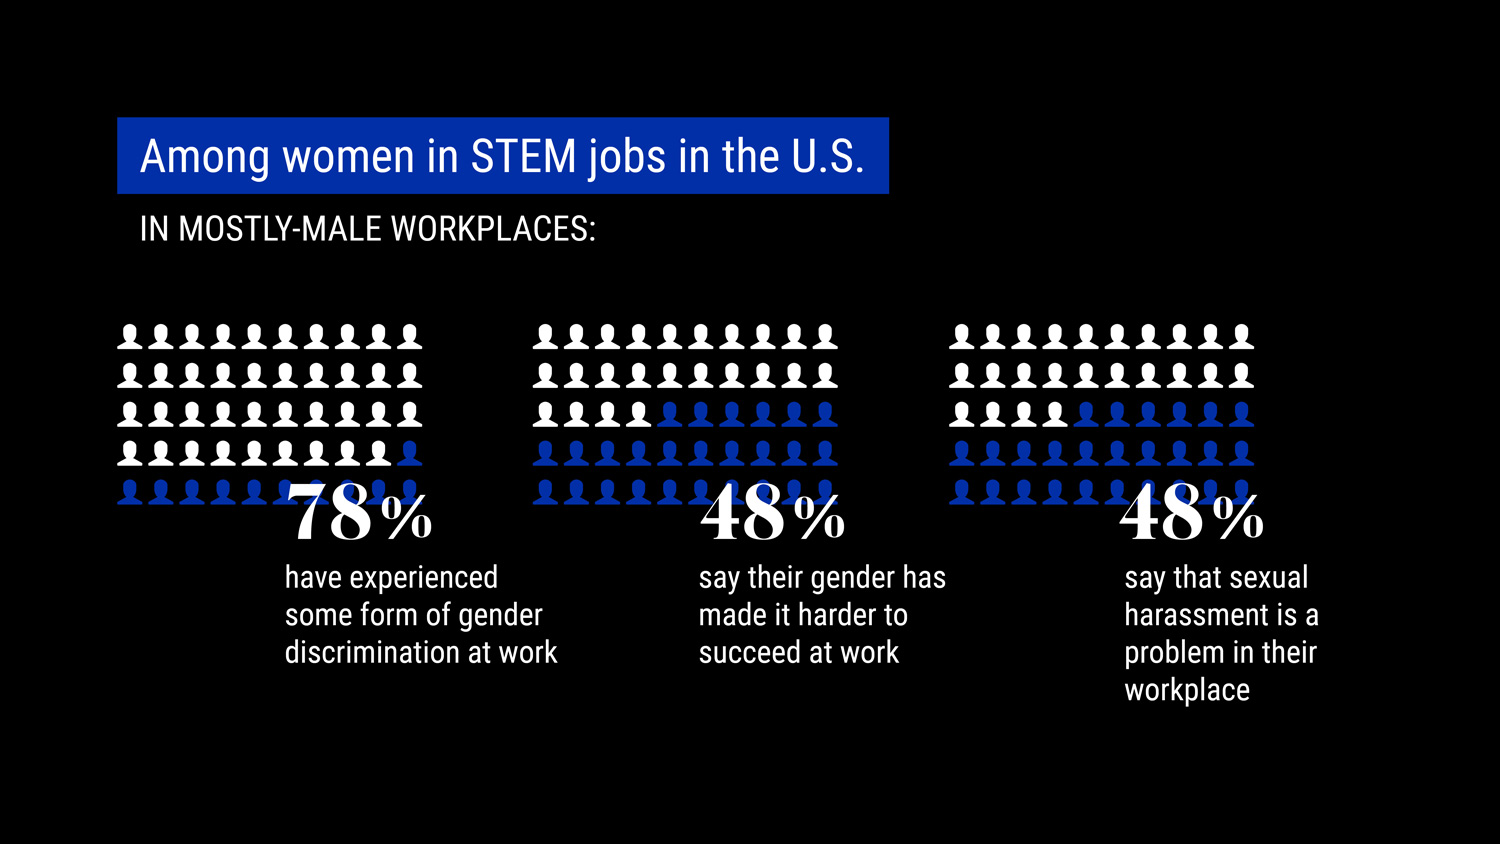 Among women in STEM jobs in the U.S.
IN MOSTLY-MALE WORKPLACES:
78%
have experienced
some form of gender
discrimination at work
48%
say their gender has
made it harder to
succeed at work
48%
say that sexual
harassment is a
problem in their
workplace